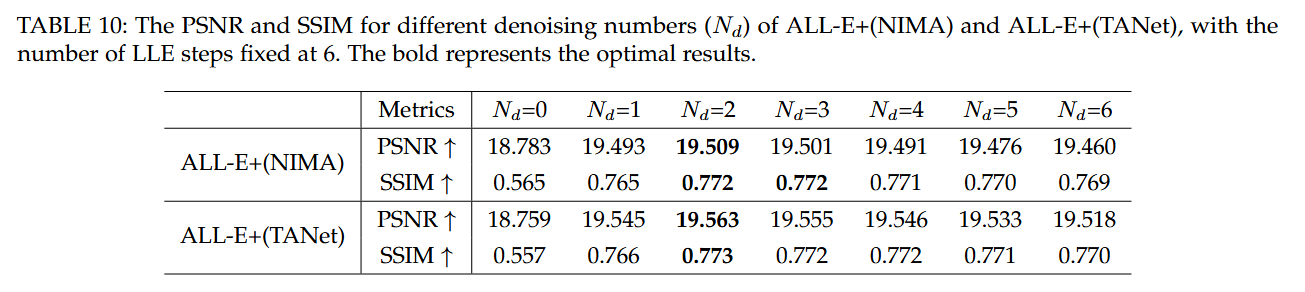 TABLE 10: The PSNR and SSIM for different denoising numbers (N_d) of ALL-E+(NIMA) and ALL-E+(TANet), with the
number of LLE steps fixed at 6. The bold represents the optimal results.
Metrics N_d=0 N_d=1 N_d=2 N_d=3 N_d=4 N_d=5 N_d=6
ALL-E+(NIMA) PSNR ↑ 18.783 19.493 19.509 19.501 19.491 19.476 19.460
SSIM ↑ 0.565 0.765 0.772 0.772 0.771 0.770 0.769
ALL-E+(TANet) PSNR ↑ 18.759 19.545 19.563 19.555 19.546 19.533 19.518
SSIM ↑ 0.557 0.766 0.773 0.772 0.772 0.771 0.770